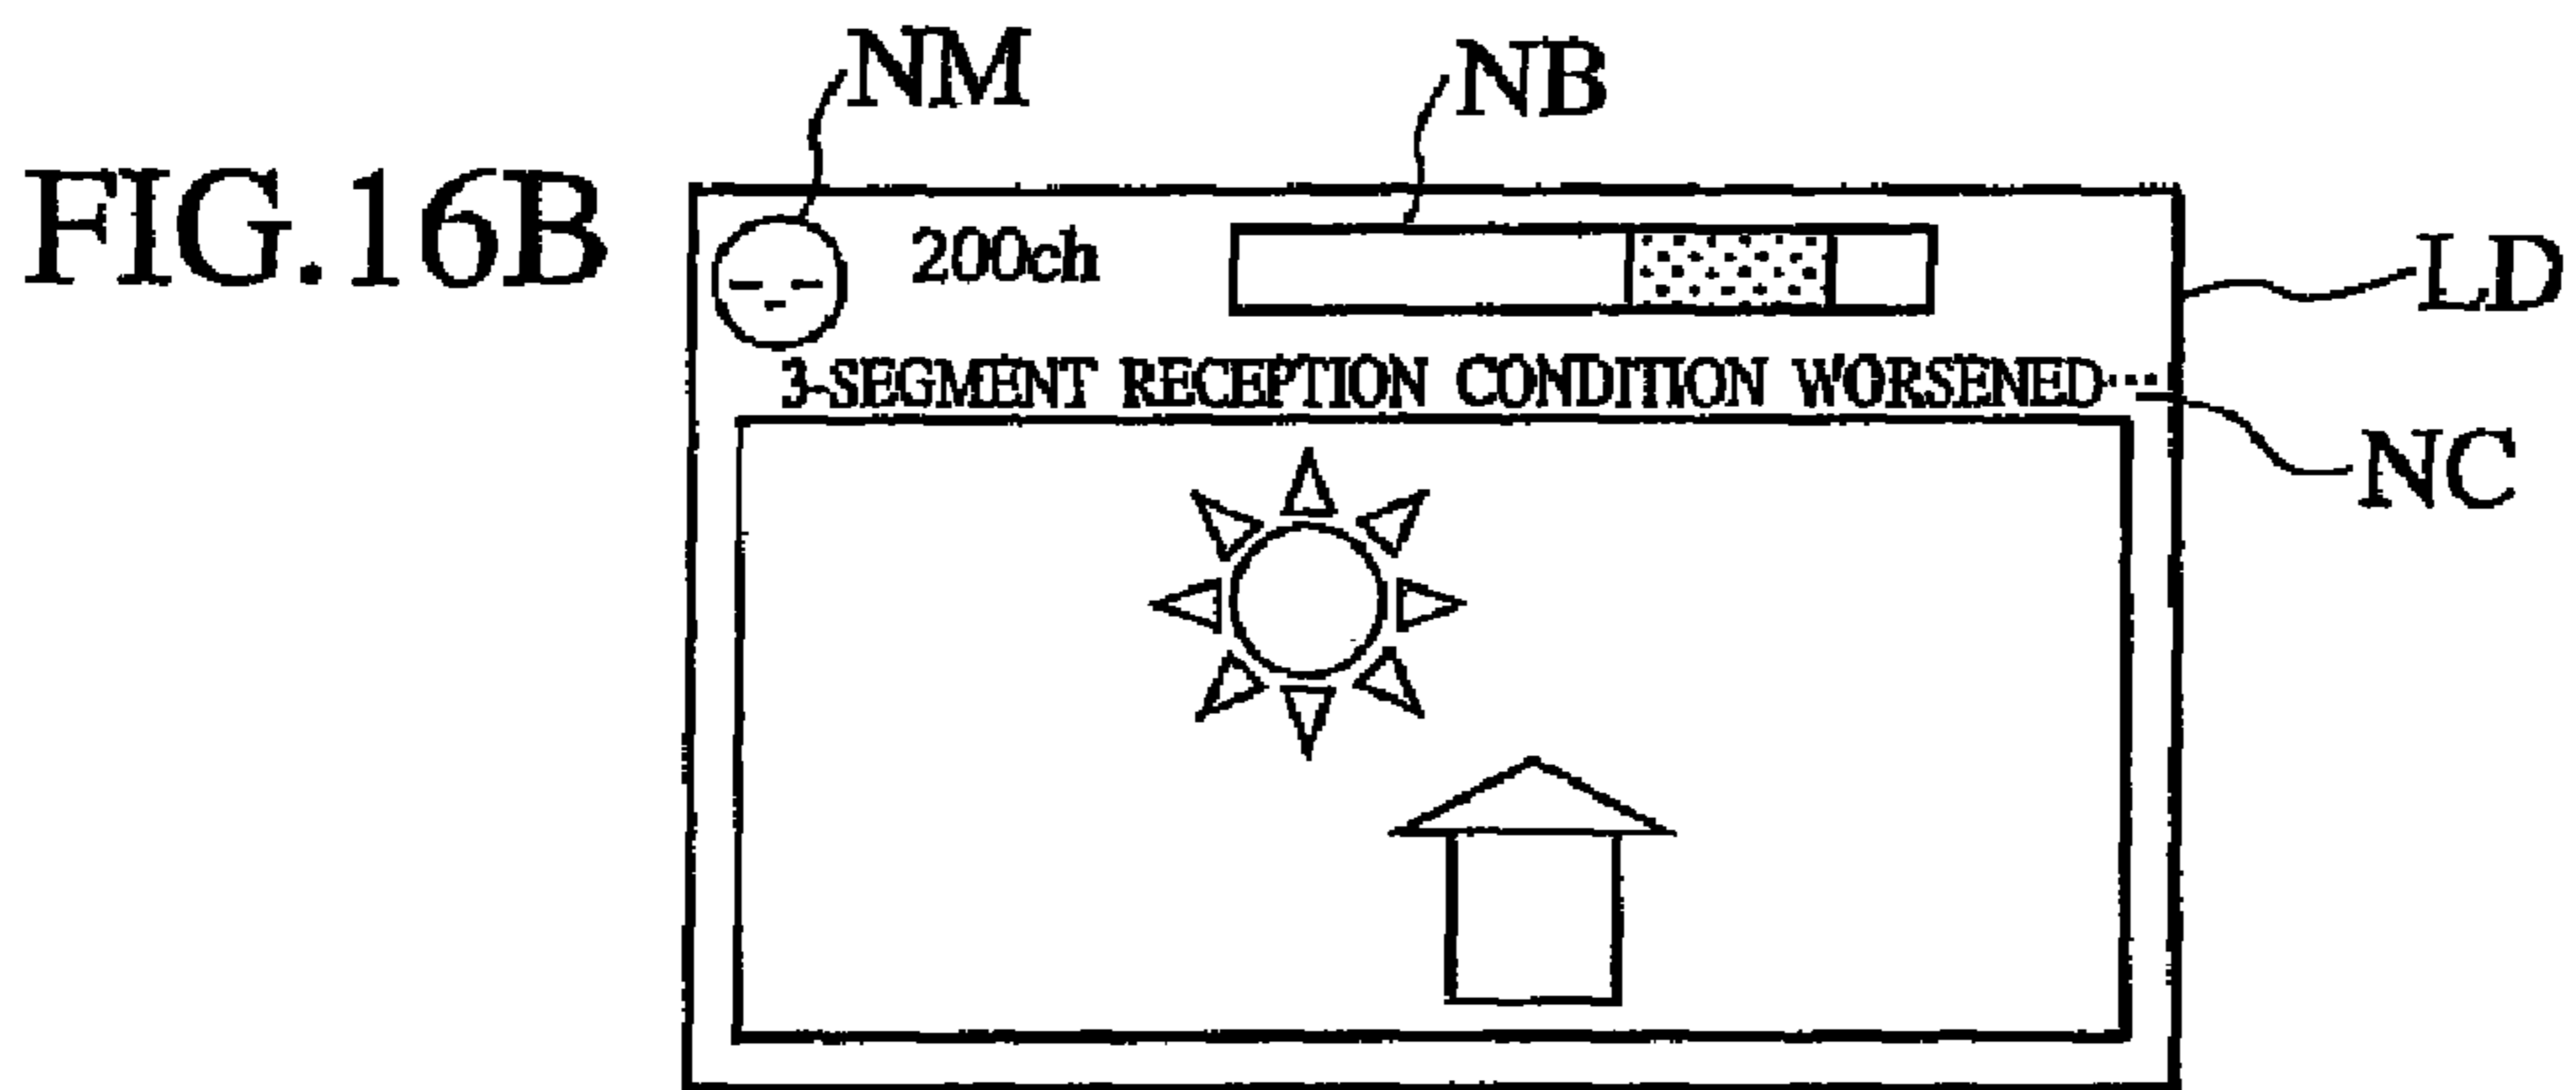 NM
NB
FIG.16B
200ch
LD
3-SEGMENT RECEPTION CONDITION WORSENED...
NC